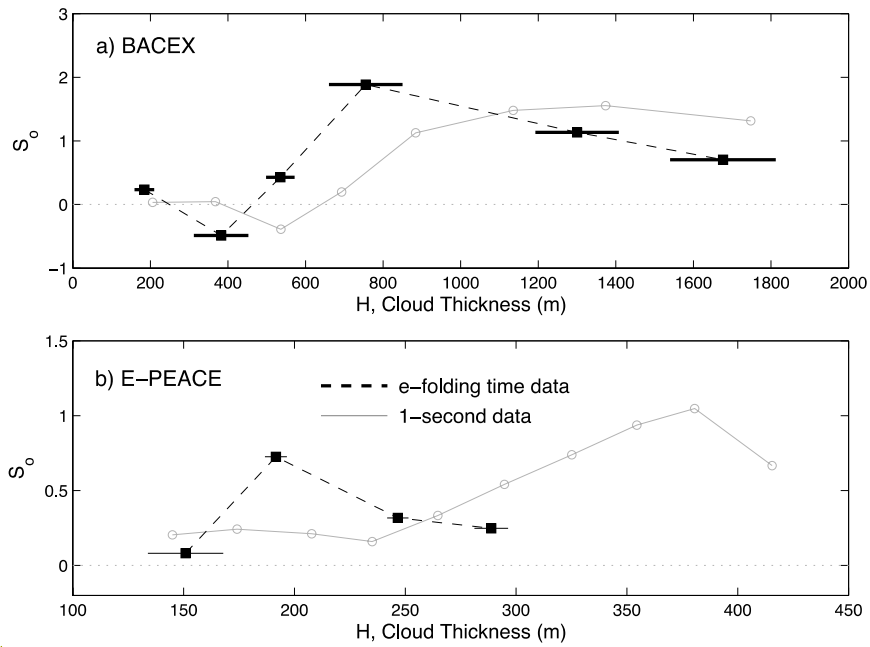 a) BACEX
S_o
3
2
1
0
−1
0 200 400 600 800 1000 1200 1400 1600 1800 2000
H, Cloud Thickness (m)
b) E−PEACE
e−folding time data
1−second data
S_o
1.5
1
0.5
0
100 150 200 250 300 350 400 450
H, Cloud Thickness (m)